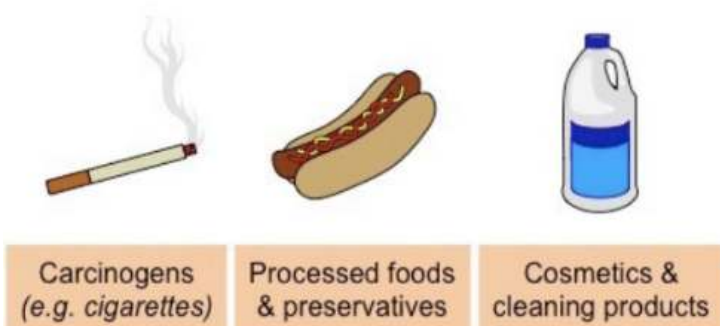 Carcinogens
(e.g. cigarettes)
Processed foods
& preservatives
Cosmetics &
cleaning products